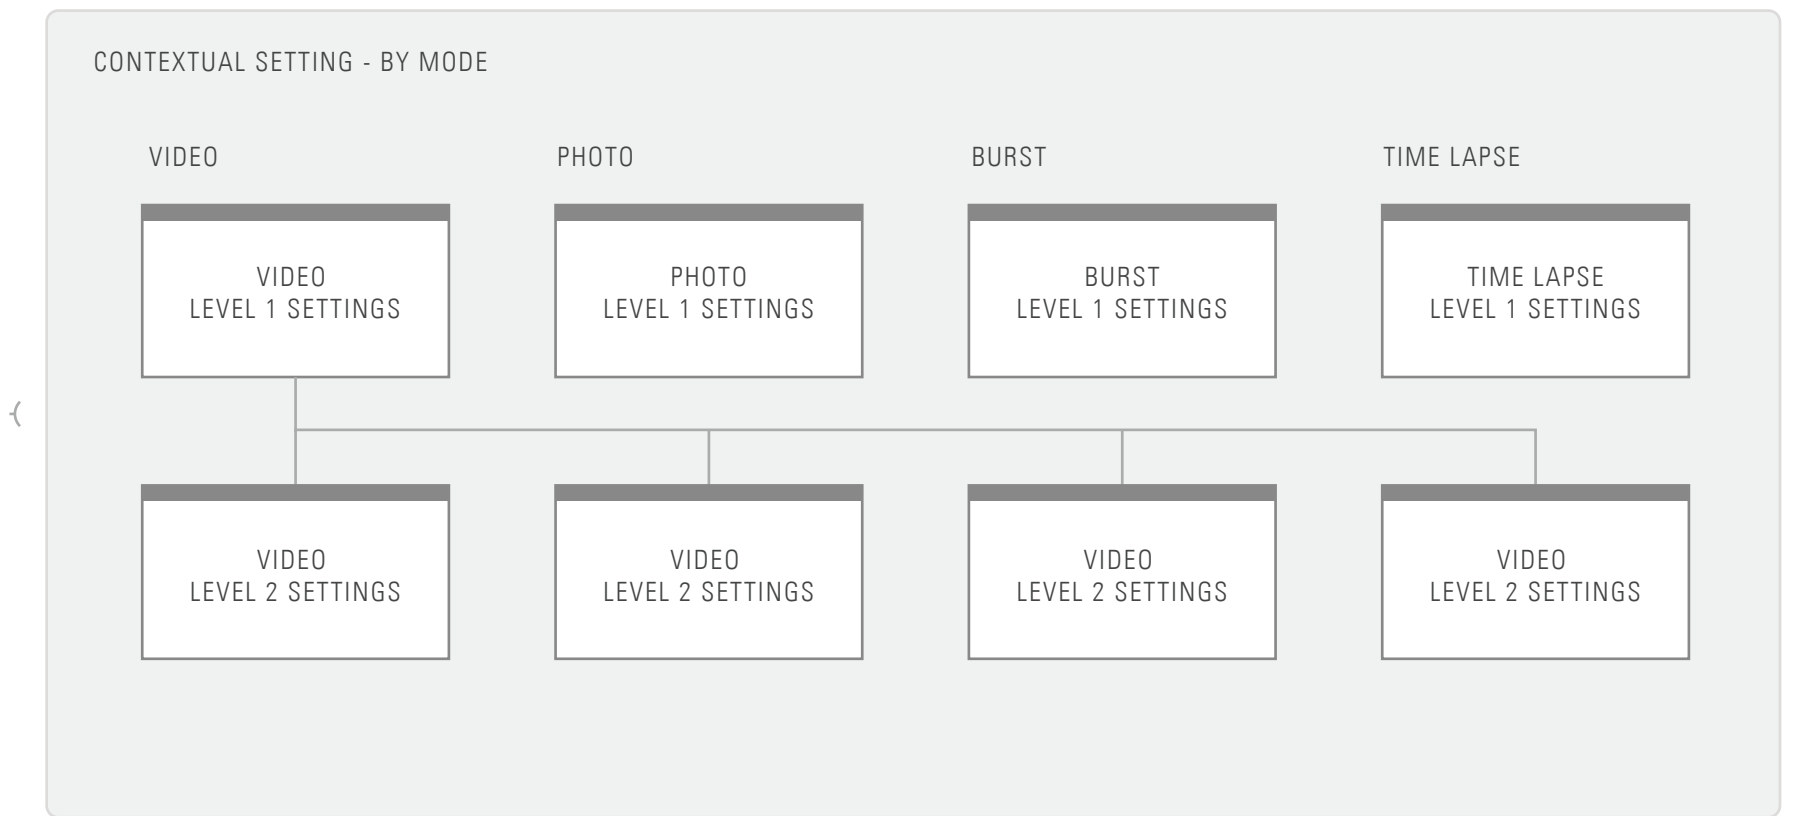 CONTEXTUAL SETTING - BY MODE
VIDEO
PHOTO
BURST
TIME LAPSE
VIDEO
LEVEL 1 SETTINGS
PHOTO
LEVEL 1 SETTINGS
BURST
LEVEL 1 SETTINGS
TIME LAPSE
LEVEL 1 SETTINGS
VIDEO
LEVEL 2 SETTINGS
VIDEO
LEVEL 2 SETTINGS
VIDEO
LEVEL 2 SETTINGS
VIDEO
LEVEL 2 SETTINGS